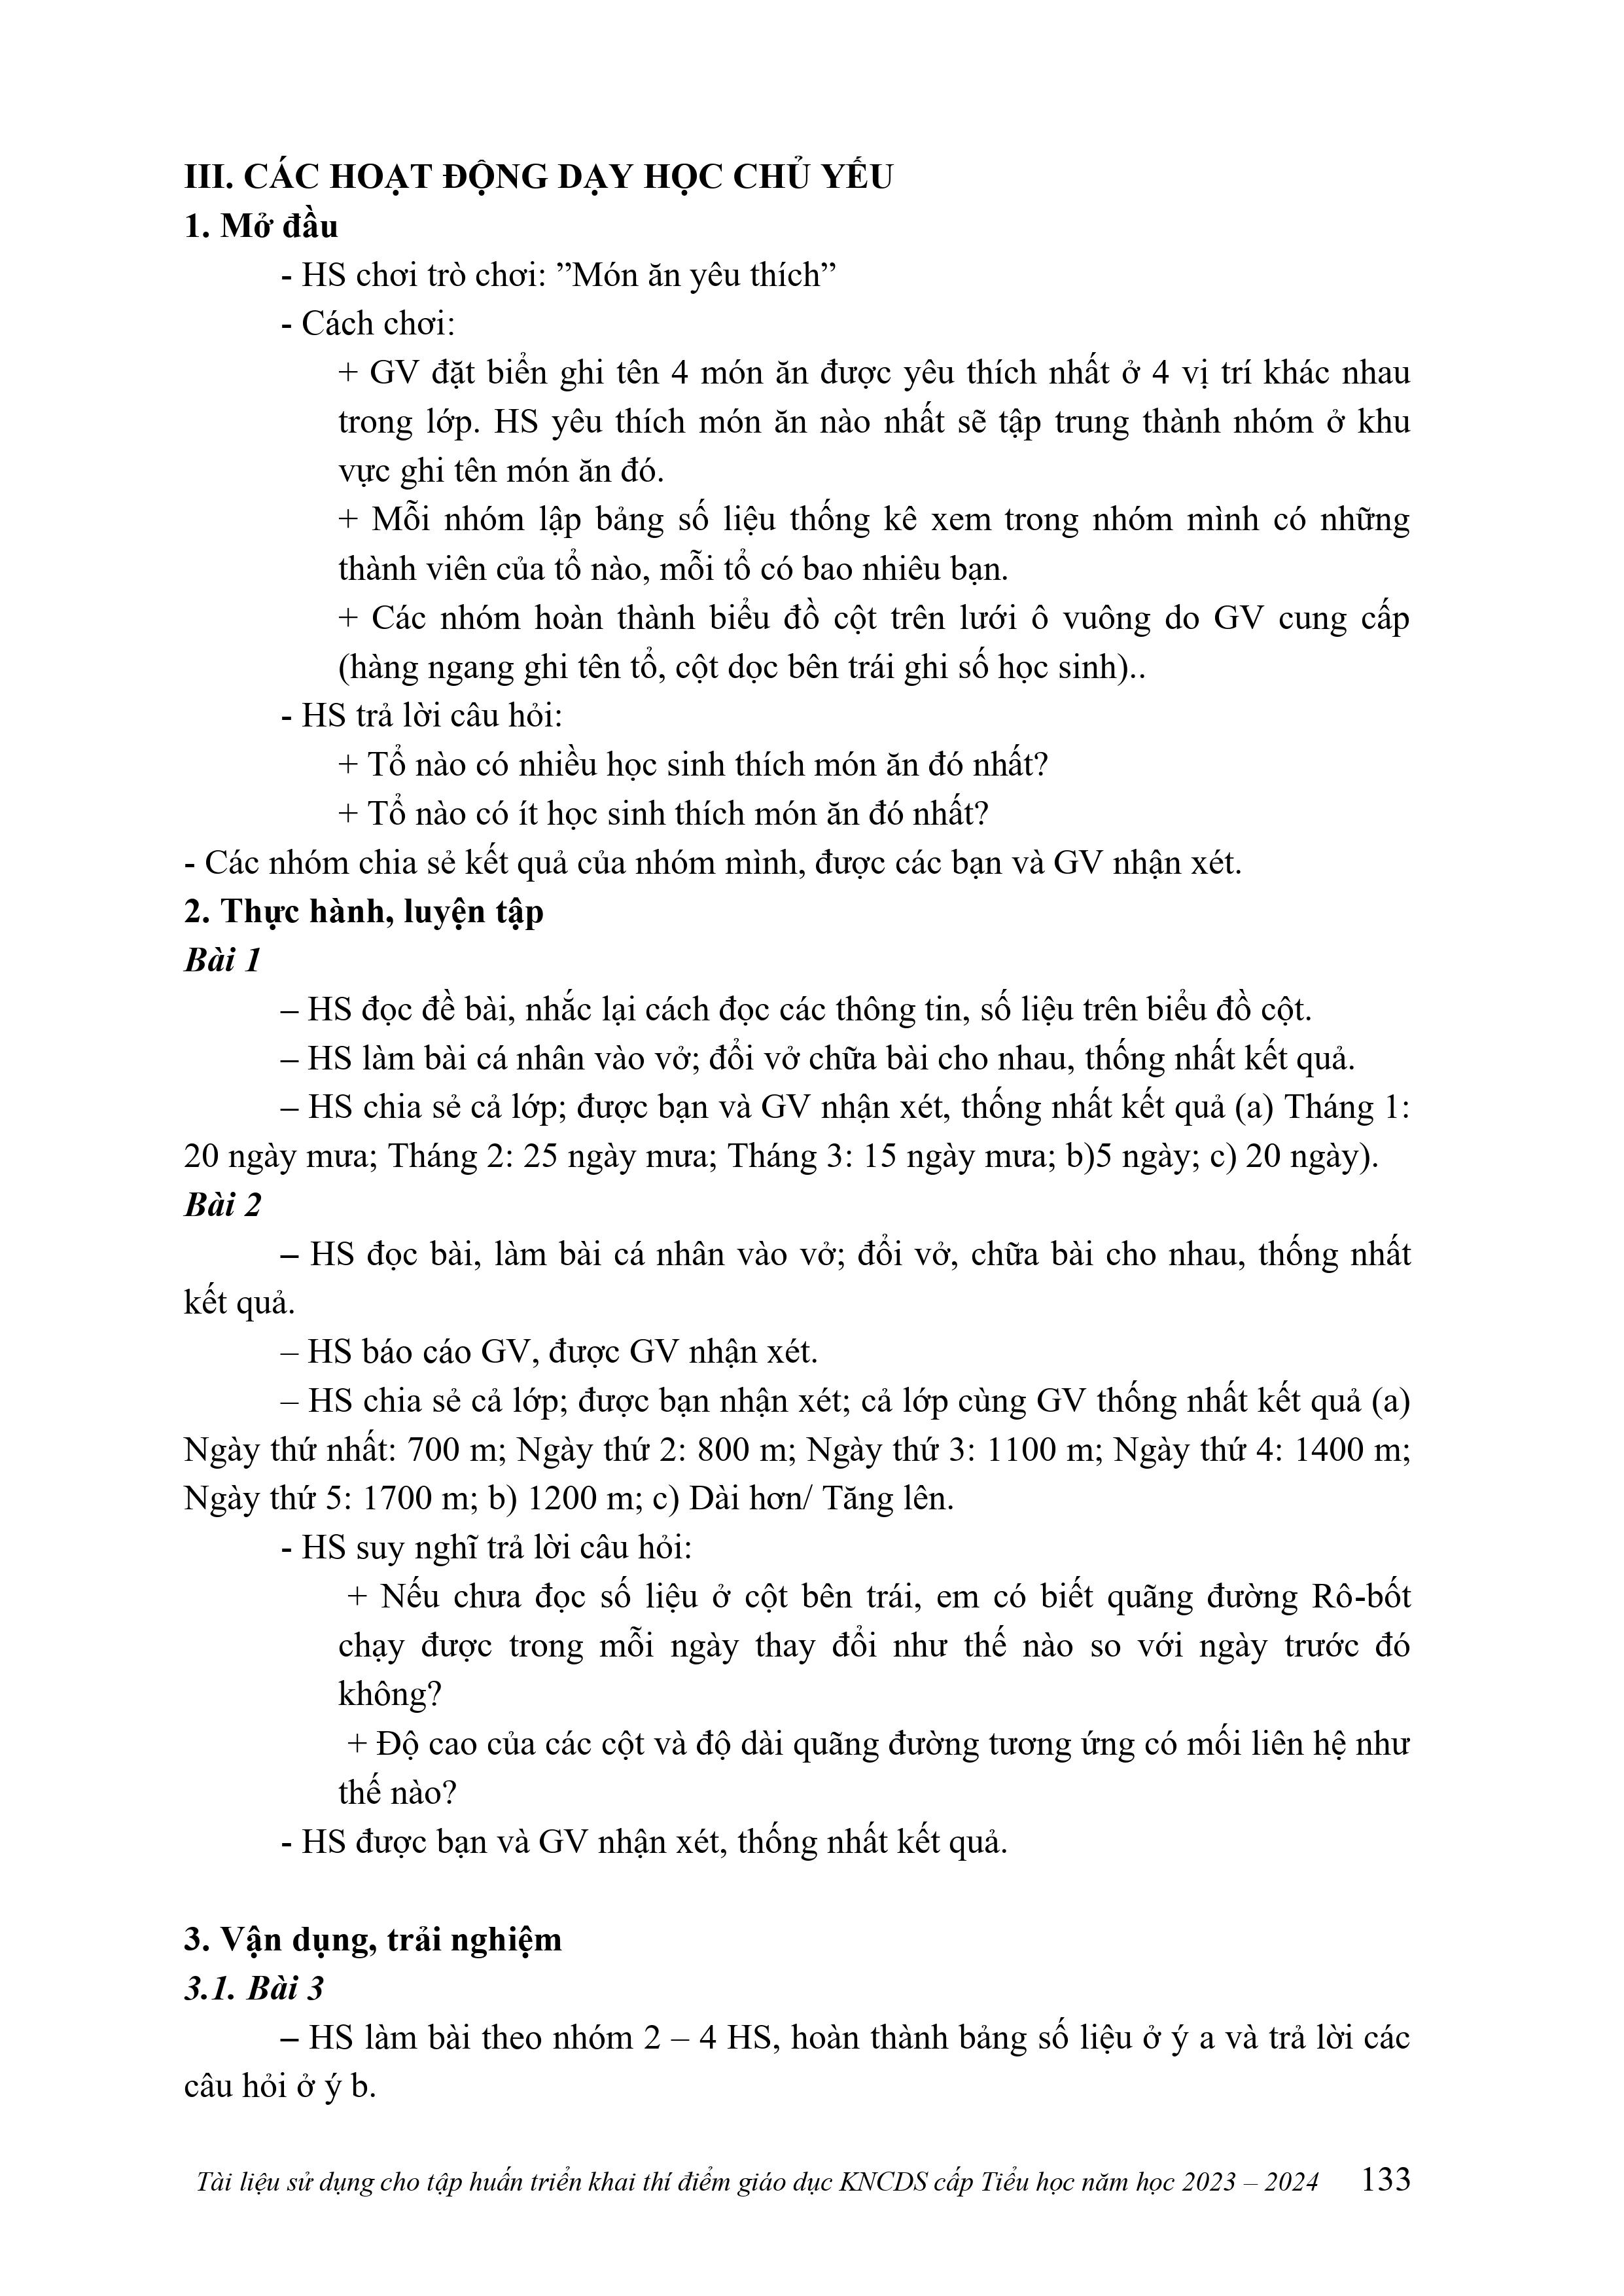 III. CÁC HOẠT ĐỘNG DẠY HỌC CHỦ YẾU
1. Mở đầu
- HS chơi trò chơi: ”Món ăn yêu thích”
- Cách chơi:
+ GV đặt biển ghi tên 4 món ăn được yêu thích nhất ở 4 vị trí khác nhau
trong lớp. HS yêu thích món ăn nào nhất sẽ tập trung thành nhóm ở khu
vực ghi tên món ăn đó.
+ Mỗi nhóm lập bảng số liệu thống kê xem trong nhóm mình có những
thành viên của tổ nào, mỗi tổ có bao nhiêu bạn.
+ Các nhóm hoàn thành biểu đồ cột trên lưới ô vuông do GV cung cấp
(hàng ngang ghi tên tổ, cột dọc bên trái ghi số học sinh)..
- HS trả lời câu hỏi:
+ Tổ nào có nhiều học sinh thích món ăn đó nhất?
+ Tổ nào có ít học sinh thích món ăn đó nhất?
- Các nhóm chia sẻ kết quả của nhóm mình, được các bạn và GV nhận xét.
2. Thực hành, luyện tập
Bài 1
– HS đọc đề bài, nhắc lại cách đọc các thông tin, số liệu trên biểu đồ cột.
– HS làm bài cá nhân vào vở; đổi vở chữa bài cho nhau, thống nhất kết quả.
– HS chia sẻ cả lớp; được bạn và GV nhận xét, thống nhất kết quả (a) Tháng 1:
20 ngày mưa; Tháng 2: 25 ngày mưa; Tháng 3: 15 ngày mưa; b)5 ngày; c) 20 ngày).
Bài 2
– HS đọc bài, làm bài cá nhân vào vở; đổi vở, chữa bài cho nhau, thống nhất
kết quả.
– HS báo cáo GV, được GV nhận xét.
– HS chia sẻ cả lớp; được bạn nhận xét; cả lớp cùng GV thống nhất kết quả (a)
Ngày thứ nhất: 700 m; Ngày thứ 2: 800 m; Ngày thứ 3: 1100 m; Ngày thứ 4: 1400 m;
Ngày thứ 5: 1700 m; b) 1200 m; c) Dài hơn/ Tăng lên.
- HS suy nghĩ trả lời câu hỏi:
+ Nếu chưa đọc số liệu ở cột bên trái, em có biết quãng đường Rô-bốt
chạy được trong mỗi ngày thay đổi như thế nào so với ngày trước đó
không?
+ Độ cao của các cột và độ dài quãng đường tương ứng có mối liên hệ như
thế nào?
- HS được bạn và GV nhận xét, thống nhất kết quả.
3. Vận dụng, trải nghiệm
3.1. Bài 3
– HS làm bài theo nhóm 2 – 4 HS, hoàn thành bảng số liệu ở ý a và trả lời các
câu hỏi ở ý b.
Tài liệu sử dụng cho tập huấn triển khai thí điểm giáo dục KNCDS cấp Tiểu học năm học 2023 – 2024 133